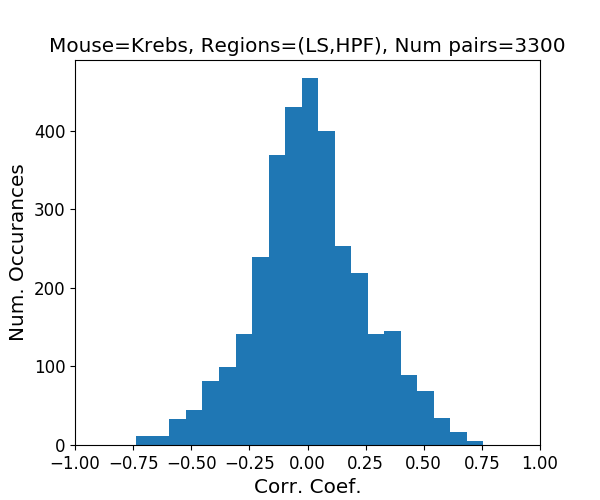 Mouse=Krebs, Regions=(LS,HPF), Num pairs=3300
Num. Occurances
400
300
200
100
0
−1.00 −0.75 −0.50 −0.25 0.00 0.25 0.50 0.75 1.00
Corr. Coef.